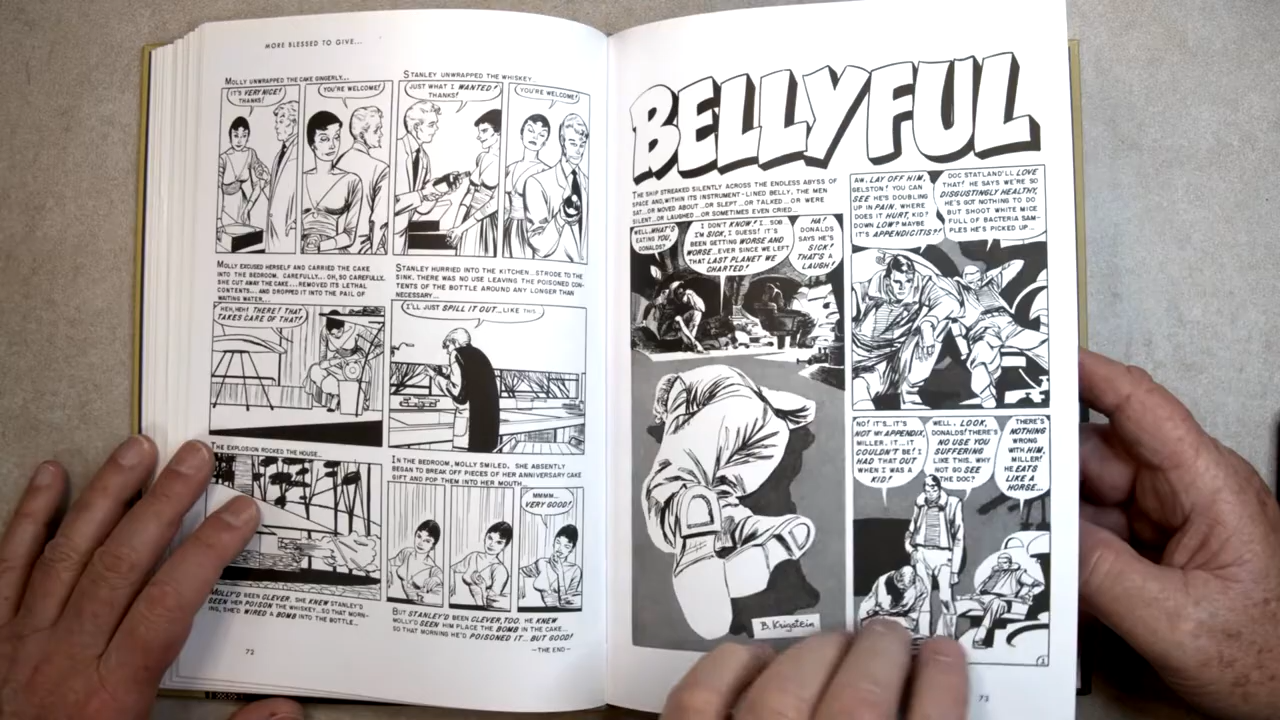 MORE BLESSED TO GIVE...
MOLLY UNWRAPPED THE CAKE GINGERLY...
IT'S VERY NICE!
THANKS!
YOU'RE WELCOME!
STANLEY UNWRAPPED THE WHISKEY...
JUST WHAT I WANTED!
THANKS!
YOU'RE WELCOME!
MOLLY EXCUSED HERSELF AND CARRIED THE CAKE
INTO THE BEDROOM. CAREFULLY...OH, SO CAREFULLY,
SHE CUT AWAY THE CAKE...REMOVED ITS LETHAL
CONTENTS...AND DROPPED IT INTO THE PAIL OF
WAITING WATER...
HEH, HEH! THERE! THAT
TAKES CARE OF THAT!
STANLEY HURRIED INTO THE KITCHEN...STRODE TO THE
SINK. THERE WAS NO USE LEAVING THE POISONED CON-
TENTS OF THE BOTTLE AROUND ANY LONGER THAN
NECESSARY...
I'LL JUST SPILL IT OUT...LIKE THIS
THE EXPLOSION ROCKED THE HOUSE...
MOLLY'D BEEN CLEVER. SHE KNEW STANLEY'D
SEEN HER POISON THE WHISKEY...SO THAT MORN-
ING, SHE'D WIRED A BOMB INTO THE BOTTLE...
IN THE BEDROOM, MOLLY SMILED. SHE ABSENTLY
BEGAN TO BREAK OFF PIECES OF HER ANNIVERSARY CAKE
GIFT AND POP THEM INTO HER MOUTH...
MMMM...
VERY GOOD!
BUT STANLEY'D BEEN CLEVER, TOO. HE KNEW
MOLLY'D SEEN HIM PLACE THE BOMB IN THE CAKE...
SO THAT MORNING HE'D POISONED IT...BUT GOOD!
—THE END—
72
BELLYFUL
THE SHIP STREAKED SILENTLY ACROSS THE ENDLESS ABYSS OF
SPACE AND, WITHIN ITS INSTRUMENT-LINED BELLY, THE MEN
SAT...OR MOVED ABOUT...OR SLEPT...OR TALKED...OR WERE
SILENT...OR LAUGHED...OR SOMETIMES EVEN CRIED...
WELL, WHAT'S
EATING YOU,
DONALDS?
I DON'T KNOW! I...SOB
I'M SICK, I GUESS! IT'S
BEEN GETTING WORSE AND
WORSE...EVER SINCE WE LEFT
THAT LAST PLANET WE
CHARTED!
HA!
DONALDS
SAYS HE'S
SICK!
THAT'S A
LAUGH!
B. Krigstein
AW, LAY OFF HIM,
GELSTON! YOU CAN
SEE HE'S DOUBLING
UP IN PAIN. WHERE
DOES IT HURT, KID?
DOWN LOW? MAYBE
IT'S APPENDICITIS?!
DOC STATLAND'LL LOVE
THAT! HE SAYS WE'RE SO
DISGUSTINGLY HEALTHY,
HE'S GOT NOTHING TO DO
BUT SHOOT WHITE MICE
FULL OF BACTERIA SAM-
PLES HE'S PICKED UP...
NO! IT'S...IT'S
NOT MY APPENDIX,
MILLER. IT...IT
COULDN'T BE! I
HAD THAT OUT
WHEN I WAS A
KID!
WELL, LOOK,
DONALDS! THERE'S
NO USE YOU
SUFFERING
LIKE THIS. WHY
NOT GO SEE
THE DOC?
THERE'S
NOTHING
WRONG
WITH HIM,
MILLER!
HE EATS
LIKE A
HORSE...
1
73